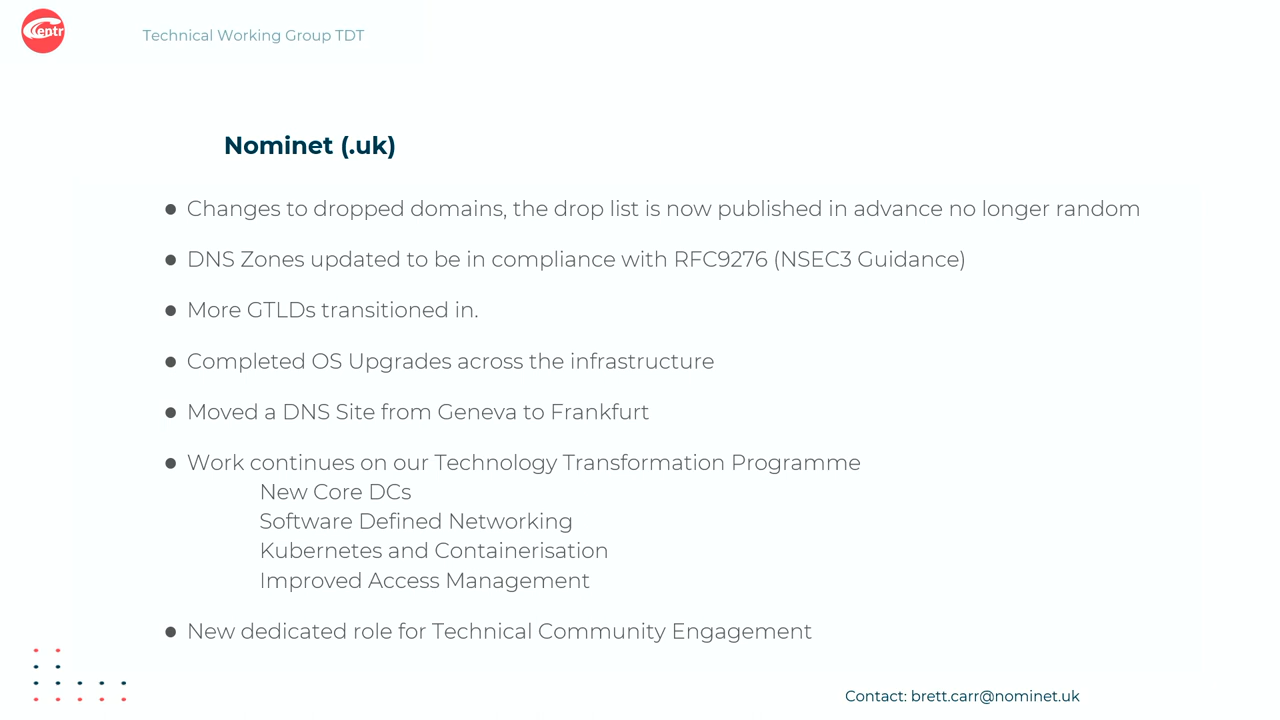 Centr
Technical Working Group TDT
Nominet (.uk)
● Changes to dropped domains, the drop list is now published in advance no longer random
● DNS Zones updated to be in compliance with RFC9276 (NSEC3 Guidance)
● More GTLDs transitioned in.
● Completed OS Upgrades across the infrastructure
● Moved a DNS Site from Geneva to Frankfurt
● Work continues on our Technology Transformation Programme
New Core DCs
Software Defined Networking
Kubernetes and Containerisation
Improved Access Management
● New dedicated role for Technical Community Engagement
Contact: brett.carr@nominet.uk